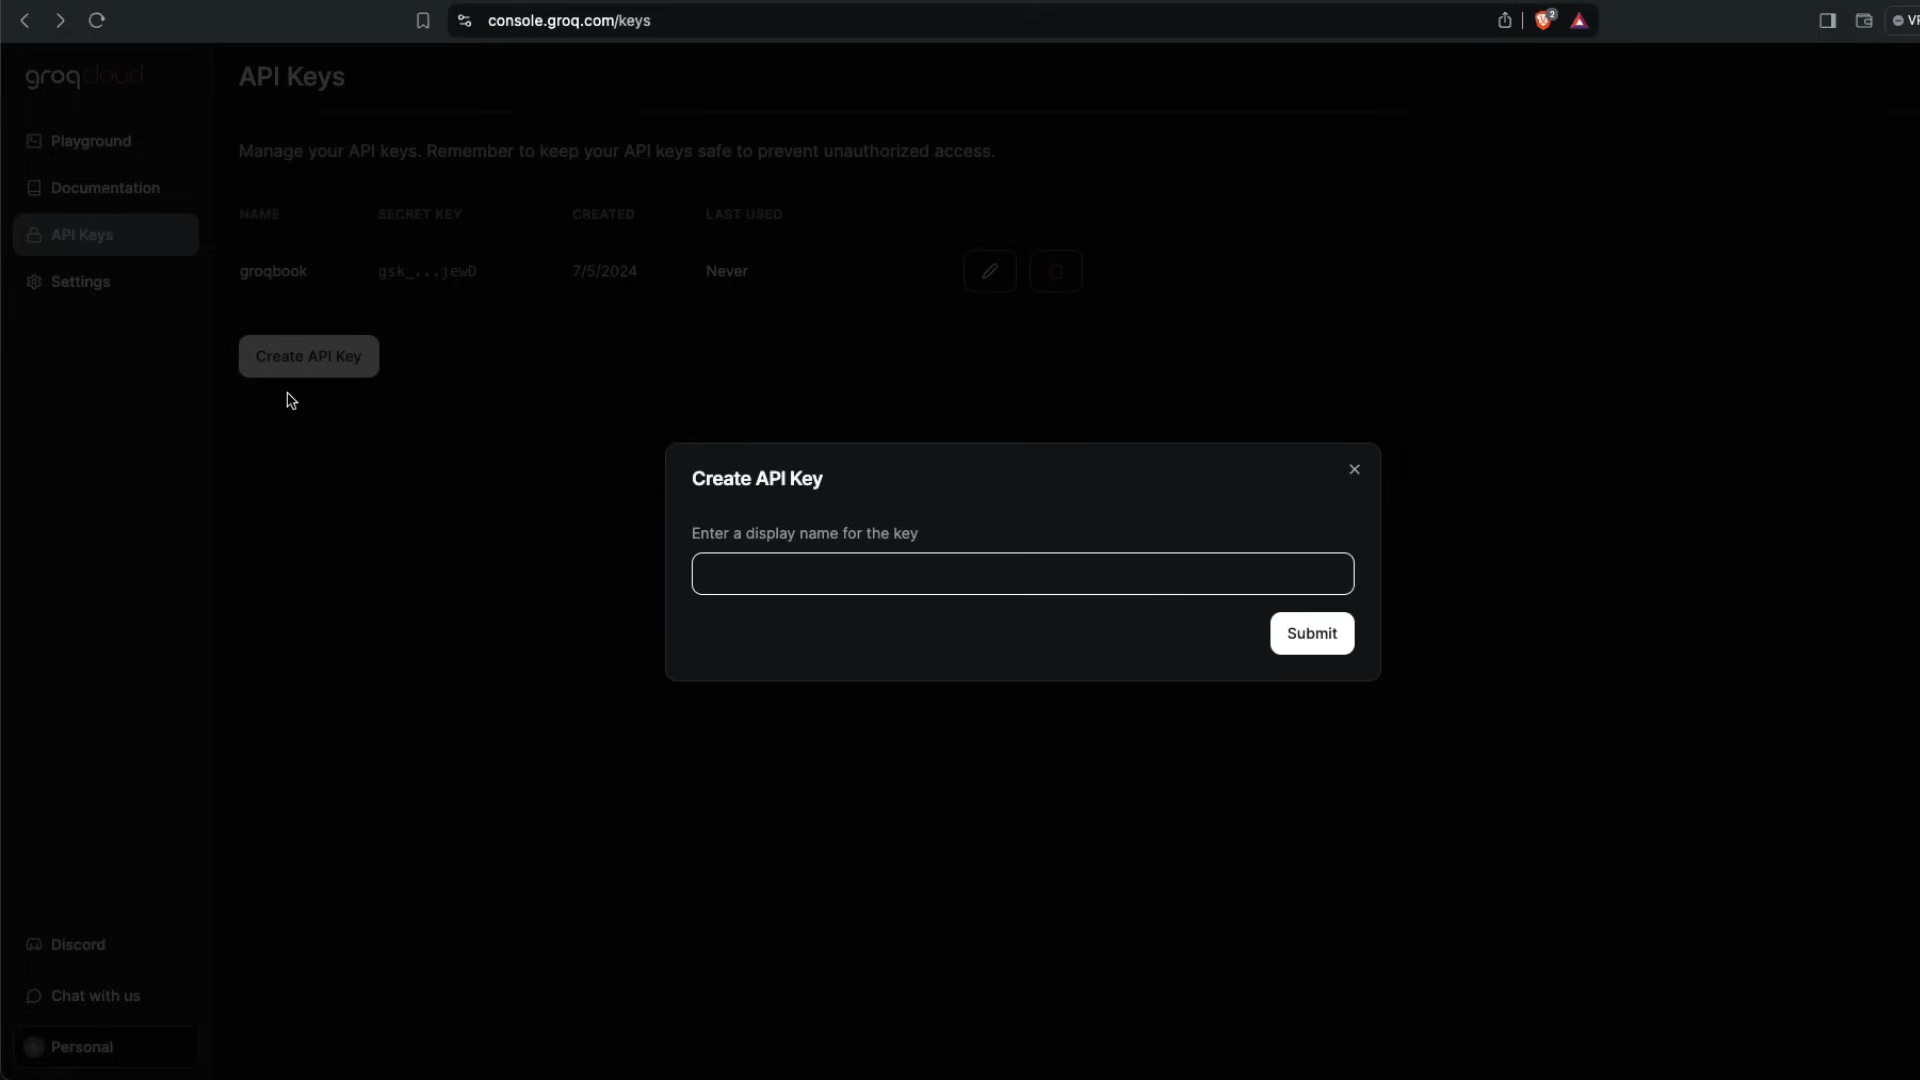 console.groq.com/keys
2
VP
groqcloud
API Keys
Playground
Manage your API keys. Remember to keep your API keys safe to prevent unauthorized access.
Documentation
NAME SECRET KEY CREATED LAST USED
API Keys
groqbook gsk_...jewD 7/5/2024 Never
Settings
Create API Key
Create API Key
Enter a display name for the key
Submit
Discord
Chat with us
Personal